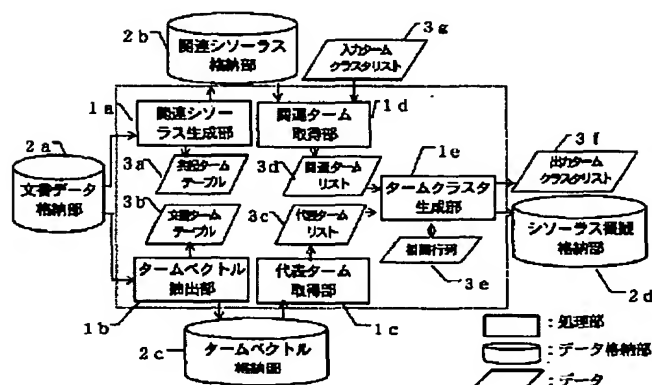 2b
関連シソーラス
格納部
3g
入力ターム
クラスタリスト
1a
関連シソー
ラス生成部
関連ターム
取得部
1d
2a
文書データ
格納部
3a
共起ターム
テーブル
3d
関連ターム
リスト
1e
タームクラスタ
生成部
3f
出力ターム
クラスタリスト
3b
文書ターム
テーブル
3c
代表ターム
リスト
シソーラス概観
格納部
相関行列
3e
2d
タームベクトル
抽出部
代表ターム
取得部
1b
1c
2c
タームベクトル
格納部
:処理部
:データ格納部
:データ